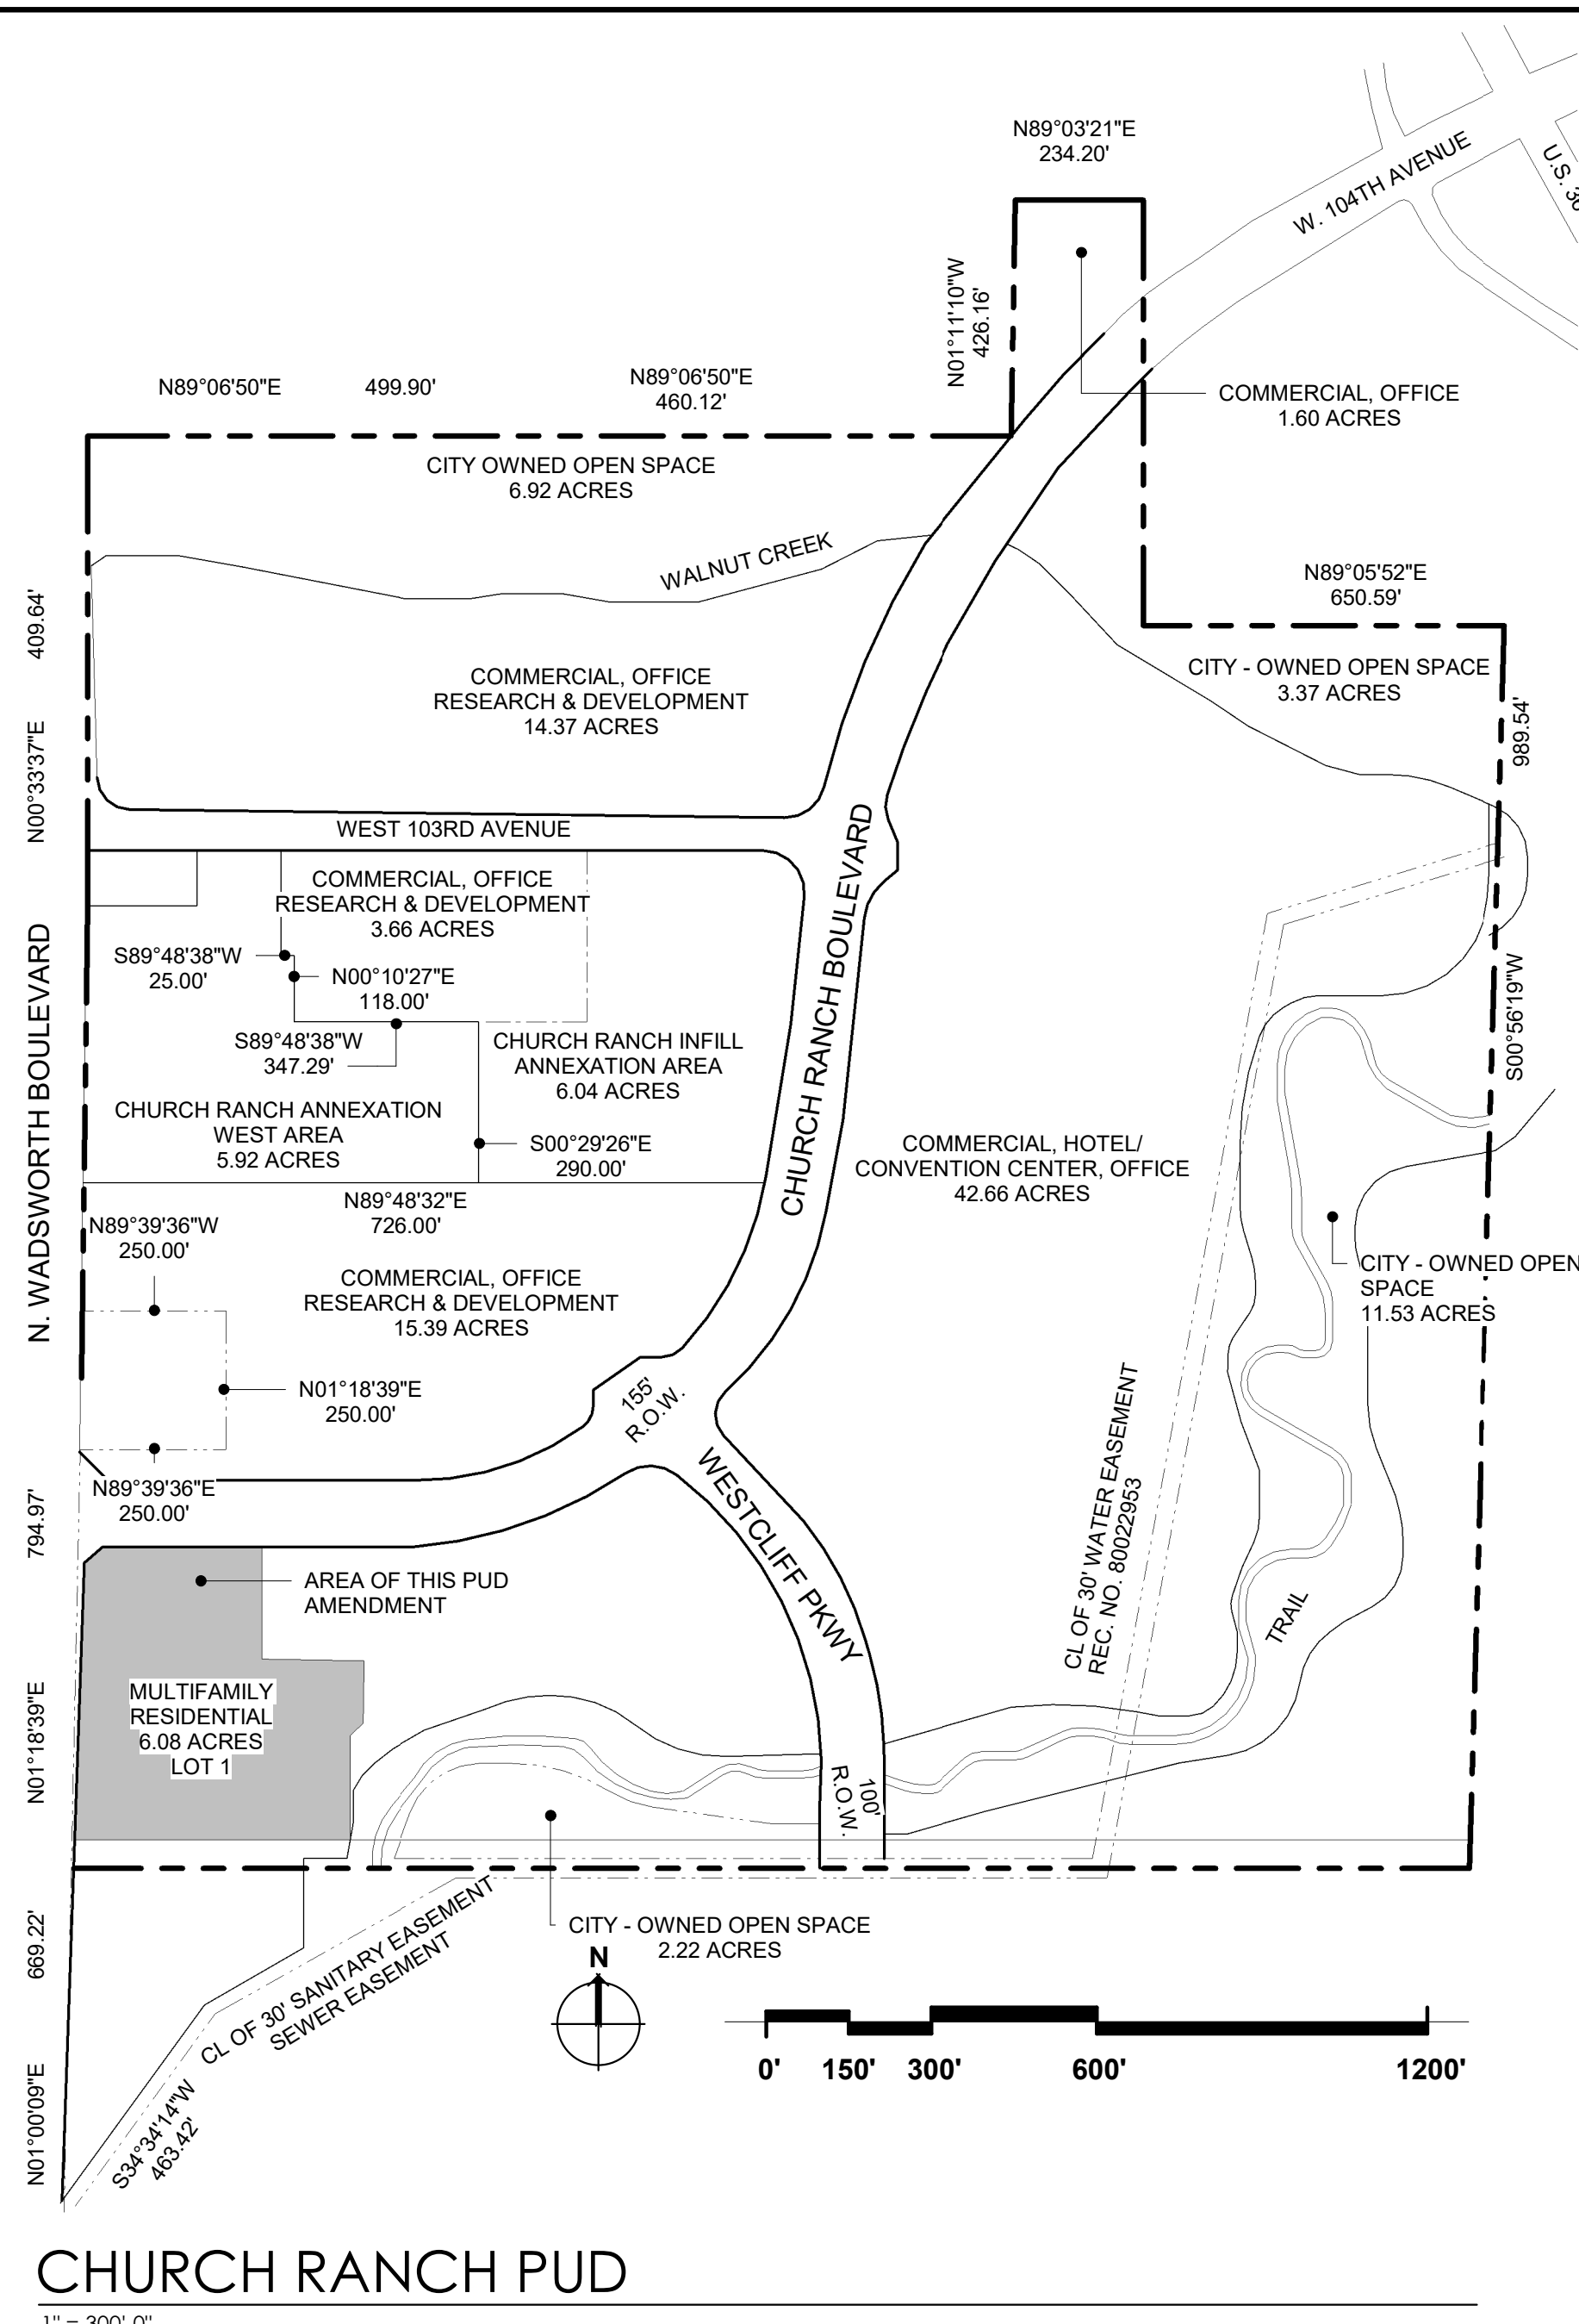 N89°03'21"E
234.20'
W. 104TH AVENUE
U.S. 36
N01°11'10"W
426.16'
N89°06'50"E 499.90'
N89°06'50"E
460.12'
COMMERCIAL, OFFICE
1.60 ACRES
CITY OWNED OPEN SPACE
6.92 ACRES
WALNUT CREEK
N89°05'52"E
650.59'
409.64'
N00°33'37"E
COMMERCIAL, OFFICE
RESEARCH & DEVELOPMENT
14.37 ACRES
CITY - OWNED OPEN SPACE
3.37 ACRES
989.54'
S00°56'19"W
WEST 103RD AVENUE
CHURCH RANCH BOULEVARD
N. WADSWORTH BOULEVARD
COMMERCIAL, OFFICE
RESEARCH & DEVELOPMENT
3.66 ACRES
S89°48'38"W
25.00'
N00°10'27"E
118.00'
S89°48'38"W
347.29'
CHURCH RANCH INFILL
ANNEXATION AREA
6.04 ACRES
CHURCH RANCH ANNEXATION
WEST AREA
5.92 ACRES
S00°29'26"E
290.00'
COMMERCIAL, HOTEL/
CONVENTION CENTER, OFFICE
42.66 ACRES
N89°48'32"E
726.00'
N89°39'36"W
250.00'
COMMERCIAL, OFFICE
RESEARCH & DEVELOPMENT
15.39 ACRES
CITY - OWNED OPEN
SPACE
11.53 ACRES
N01°18'39"E
250.00'
155'
R.O.W.
N89°39'36"E
250.00'
WESTCLIFF PKWY
CL OF 30' WATER EASEMENT
REC. NO. 80022953
794.97'
N01°18'39"E
AREA OF THIS PUD
AMENDMENT
TRAIL
MULTIFAMILY
RESIDENTIAL
6.08 ACRES
LOT 1
100'
R.O.W.
CITY - OWNED OPEN SPACE
2.22 ACRES
669.22'
N01°00'09"E
CL OF 30' SANITARY EASEMENT
SEWER EASEMENT
S34°34'14"W
463.42'
N
0' 150' 300' 600' 1200'
CHURCH RANCH PUD
1" = 300'-0"